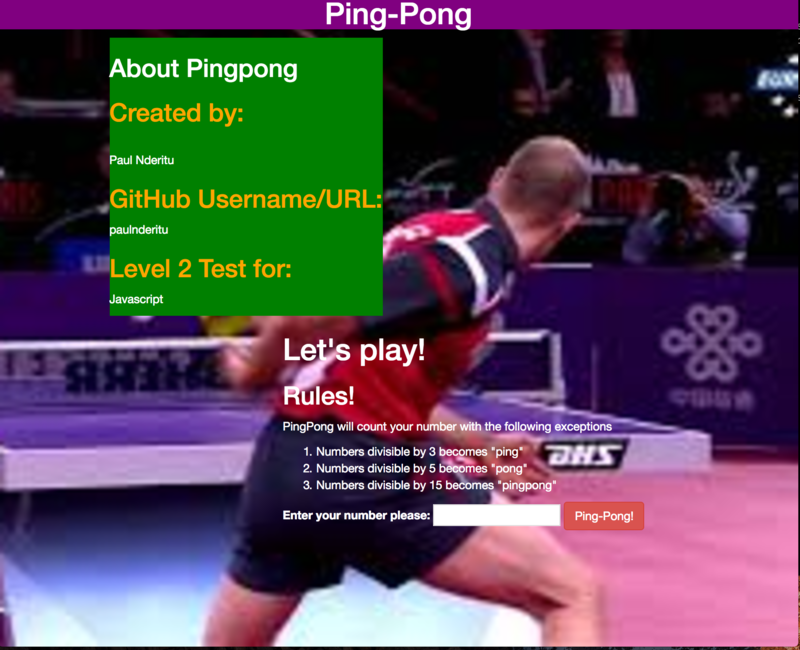 Ping-Pong
About Pingpong
Created by:
Paul Nderitu
GitHub Username/URL:
paulnderitu
Level 2 Test for:
Javascript
Let's play!
Rules!
PingPong will count your number with the following exceptions
1. Numbers divisible by 3 becomes "ping"
2. Numbers divisible by 5 becomes "pong"
3. Numbers divisible by 15 becomes "pingpong"
DHS
Enter your number please:
Ping-Pong!